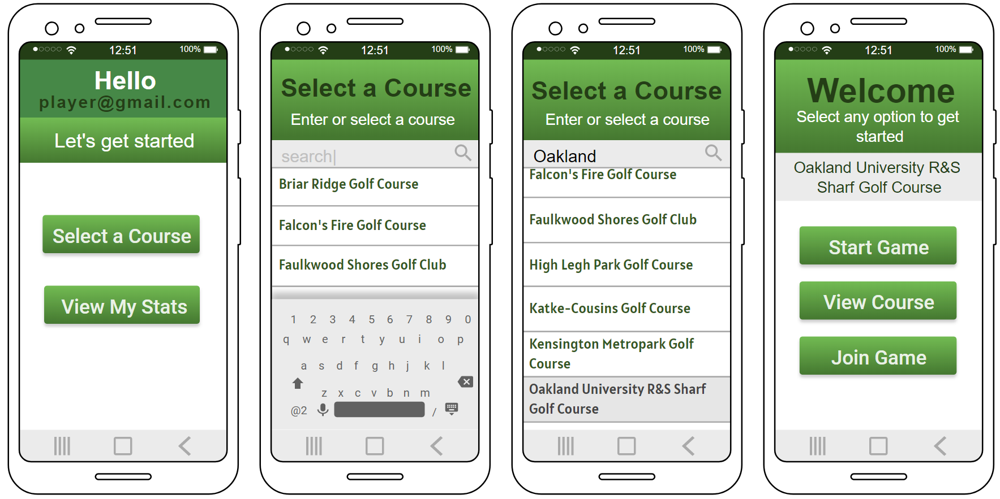 12:51
100%
Hello
player@gmail.com
Let's get started
Select a Course
View My Stats
12:51
100%
Select a Course
Enter or select a course
search|
Briar Ridge Golf Course
Falcon's Fire Golf Course
Faulkwood Shores Golf Club
1 2 3 4 5 6 7 8 9 0
q w e r t y u i o p
a s d f g h j k l
z x c v b n m
@2 /
12:51
100%
Select a Course
Enter or select a course
Oakland
Falcon's Fire Golf Course
Faulkwood Shores Golf Club
High Legh Park Golf Course
Katke-Cousins Golf Course
Kensington Metropark Golf
Course
Oakland University R&S Sharf
Golf Course
12:51
100%
Welcome
Select any option to get
started
Oakland University R&S
Sharf Golf Course
Start Game
View Course
Join Game